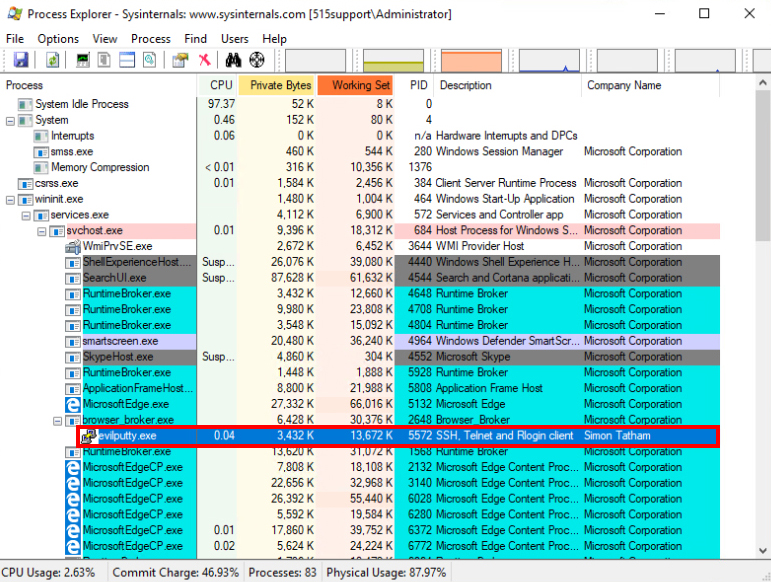 Process Explorer - Sysinternals: www.sysinternals.com [515support\Administrator]
File Options View Process Find Users Help
Process CPU Private Bytes Working Set PID Description Company Name
System Idle Process 97.37 52 K 8 K 0
System 0.46 152 K 80 K 4
Interrupts 0.06 0 K 0 K n/a Hardware Interrupts and DPCs
smss.exe 460 K 544 K 280 Windows Session Manager Microsoft Corporation
Memory Compression < 0.01 316 K 10,356 K 1376
csrss.exe 0.01 1,584 K 2,456 K 384 Client Server Runtime Process Microsoft Corporation
wininit.exe 1,480 K 1,004 K 464 Windows Start-Up Application Microsoft Corporation
services.exe 4,112 K 6,900 K 572 Services and Controller app Microsoft Corporation
svchost.exe 0.01 9,396 K 18,312 K 684 Host Process for Windows S... Microsoft Corporation
WmiPrvSE.exe 2,672 K 6,452 K 3644 WMI Provider Host Microsoft Corporation
ShellExperienceHost.... Susp... 26,076 K 39,080 K 4440 Windows Shell Experience H... Microsoft Corporation
SearchUI.exe Susp... 87,628 K 61,632 K 4544 Search and Cortana applicati... Microsoft Corporation
RuntimeBroker.exe 3,432 K 12,660 K 4648 Runtime Broker Microsoft Corporation
RuntimeBroker.exe 9,980 K 23,808 K 4708 Runtime Broker Microsoft Corporation
RuntimeBroker.exe 3,548 K 15,092 K 4804 Runtime Broker Microsoft Corporation
smartscreen.exe 20,480 K 36,240 K 4964 Windows Defender SmartScr... Microsoft Corporation
SkypeHost.exe Susp... 4,860 K 304 K 4552 Microsoft Skype Microsoft Corporation
RuntimeBroker.exe 1,448 K 1,888 K 5928 Runtime Broker Microsoft Corporation
ApplicationFrameHost... 8,800 K 21,988 K 5808 Application Frame Host Microsoft Corporation
MicrosoftEdge.exe 27,332 K 66,016 K 5132 Microsoft Edge Microsoft Corporation
browser_broker.exe 6,428 K 30,376 K 2648 Browser_Broker Microsoft Corporation
evilputty.exe 0.04 3,432 K 13,672 K 5572 SSH, Telnet and Rlogin client Simon Tatham
RuntimeBroker.exe 13,620 K 31,072 K 1568 Runtime Broker Microsoft Corporation
MicrosoftEdgeCP.exe 7,808 K 18,108 K 2132 Microsoft Edge Content Proc... Microsoft Corporation
MicrosoftEdgeCP.exe 22,656 K 32,968 K 3140 Microsoft Edge Content Proc... Microsoft Corporation
MicrosoftEdgeCP.exe 26,392 K 55,440 K 6028 Microsoft Edge Content Proc... Microsoft Corporation
MicrosoftEdgeCP.exe 5,592 K 19,584 K 6280 Microsoft Edge Content Proc... Microsoft Corporation
MicrosoftEdgeCP.exe 0.01 17,860 K 39,752 K 6372 Microsoft Edge Content Proc... Microsoft Corporation
MicrosoftEdgeCP.exe 0.02 5,624 K 24,224 K 6772 Microsoft Edge Content Proc... Microsoft Corporation
CPU Usage: 2.63% Commit Charge: 46.93% Processes: 83 Physical Usage: 87.97%